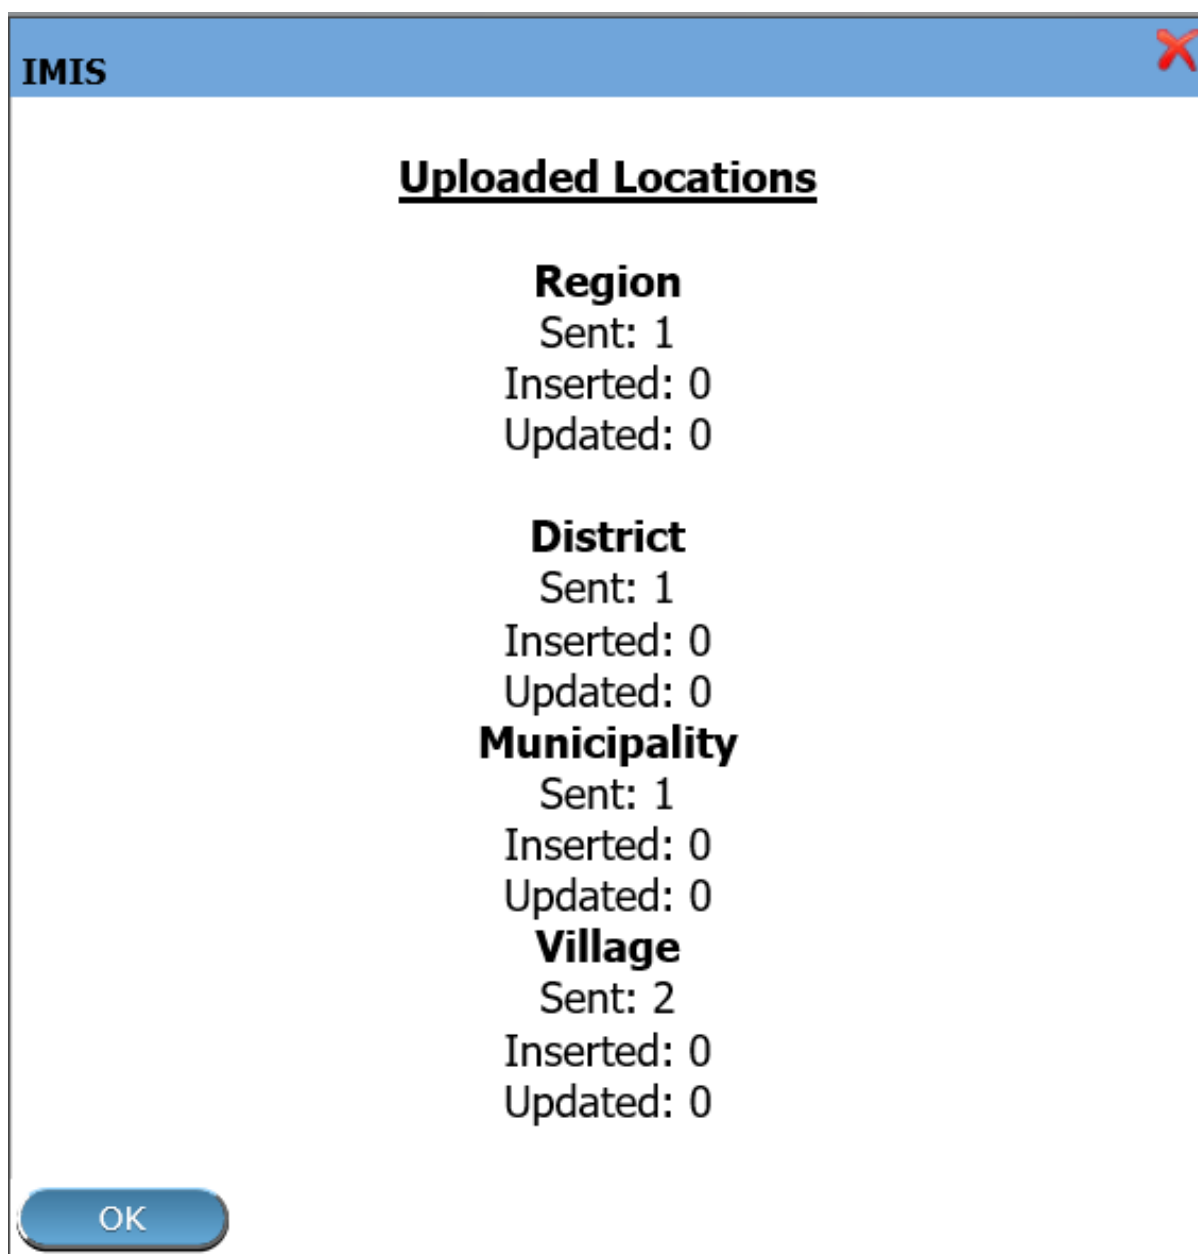 IMIS
Uploaded Locations
Region
Sent: 1
Inserted: 0
Updated: 0
District
Sent: 1
Inserted: 0
Updated: 0
Municipality
Sent: 1
Inserted: 0
Updated: 0
Village
Sent: 2
Inserted: 0
Updated: 0
OK